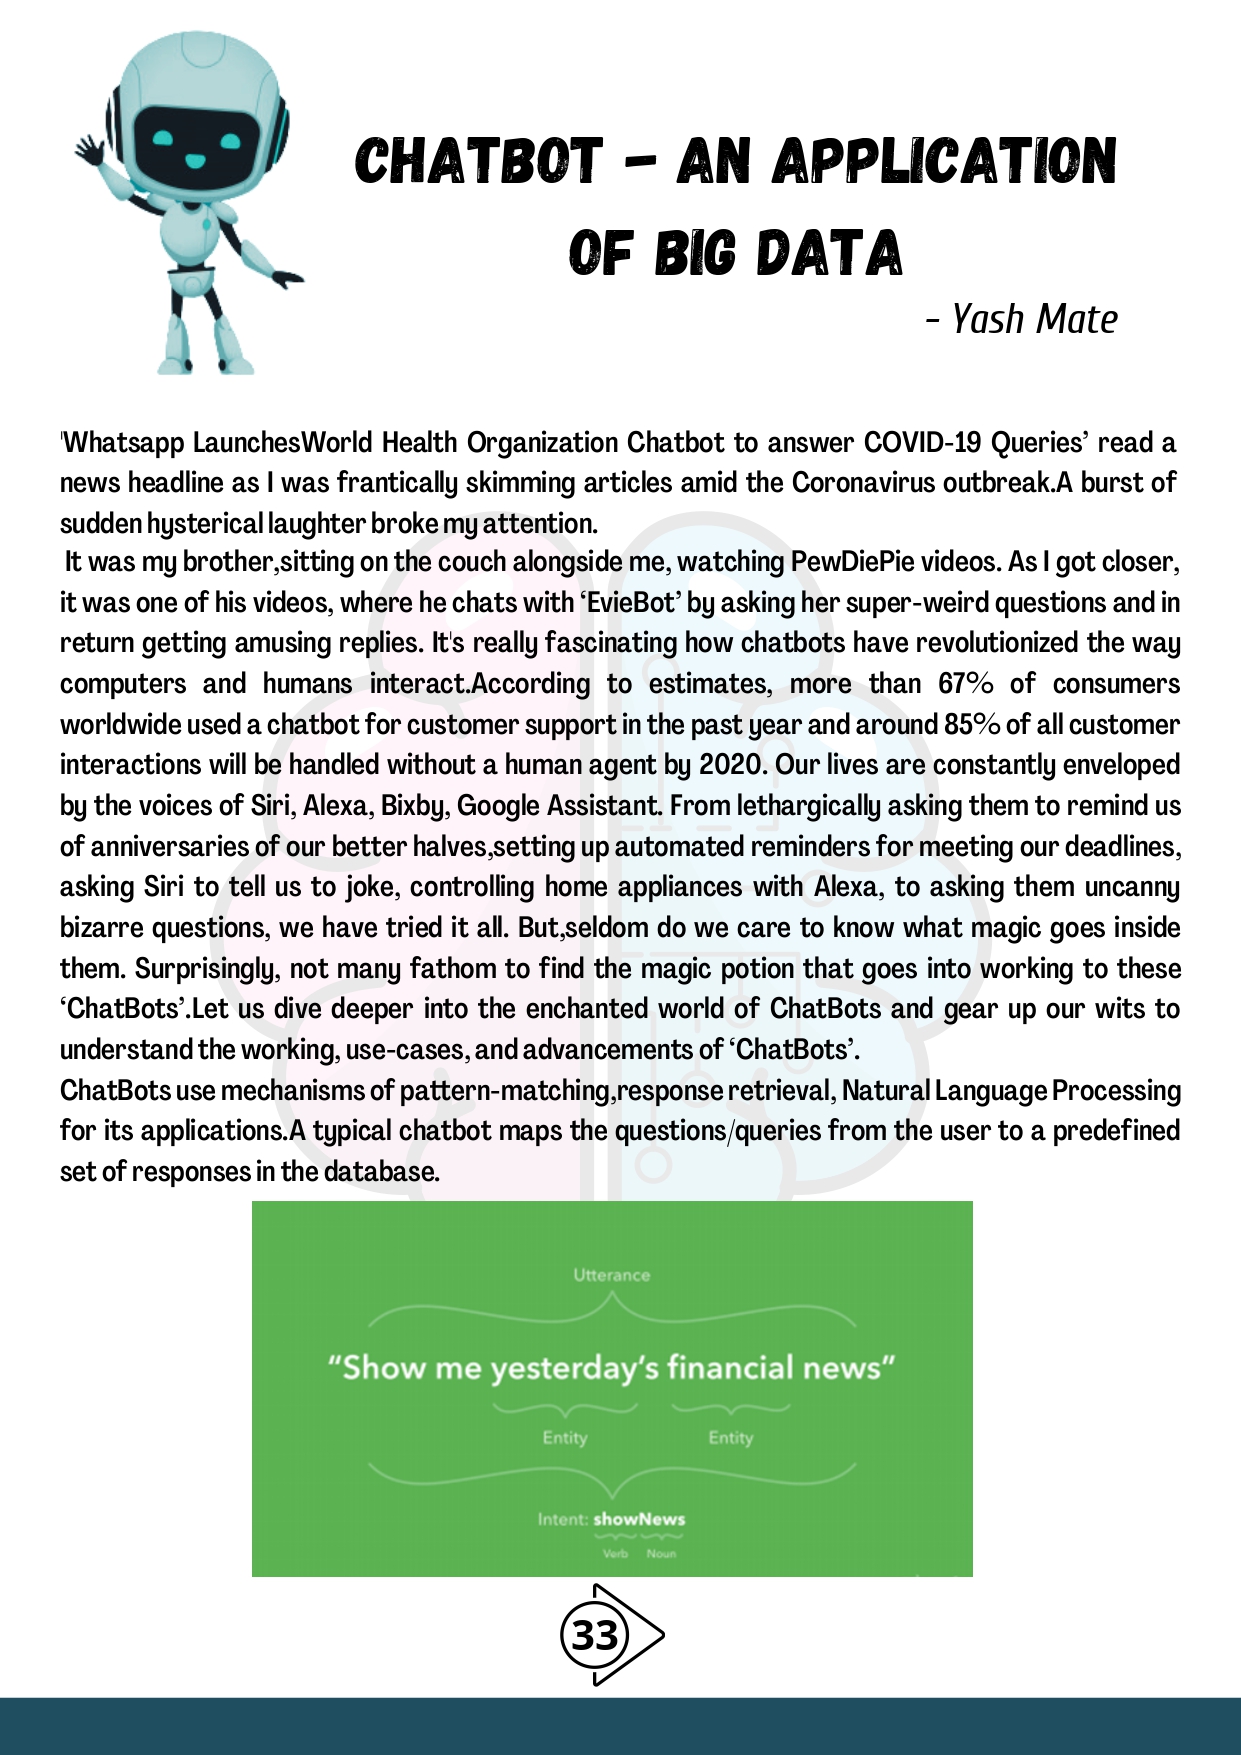 CHATBOT – AN APPLICATION
OF BIG DATA
- Yash Mate
'Whatsapp LaunchesWorld Health Organization Chatbot to answer COVID-19 Queries’ read a
news headline as I was frantically skimming articles amid the Coronavirus outbreak.A burst of
sudden hysterical laughter broke my attention.
It was my brother,sitting on the couch alongside me, watching PewDiePie videos. As I got closer,
it was one of his videos, where he chats with ‘EvieBot’ by asking her super-weird questions and in
return getting amusing replies. It's really fascinating how chatbots have revolutionized the way
computers and humans interact.According to estimates, more than 67% of consumers
worldwide used a chatbot for customer support in the past year and around 85% of all customer
interactions will be handled without a human agent by 2020. Our lives are constantly enveloped
by the voices of Siri, Alexa, Bixby, Google Assistant. From lethargically asking them to remind us
of anniversaries of our better halves,setting up automated reminders for meeting our deadlines,
asking Siri to tell us to joke, controlling home appliances with Alexa, to asking them uncanny
bizarre questions, we have tried it all. But,seldom do we care to know what magic goes inside
them. Surprisingly, not many fathom to find the magic potion that goes into working to these
‘ChatBots’.Let us dive deeper into the enchanted world of ChatBots and gear up our wits to
understand the working, use-cases, and advancements of ‘ChatBots’.
ChatBots use mechanisms of pattern-matching,response retrieval, Natural Language Processing
for its applications.A typical chatbot maps the questions/queries from the user to a predefined
set of responses in the database.
Utterance
“Show me yesterday’s financial news”
Entity Entity
Intent: showNews
Verb Noun
33